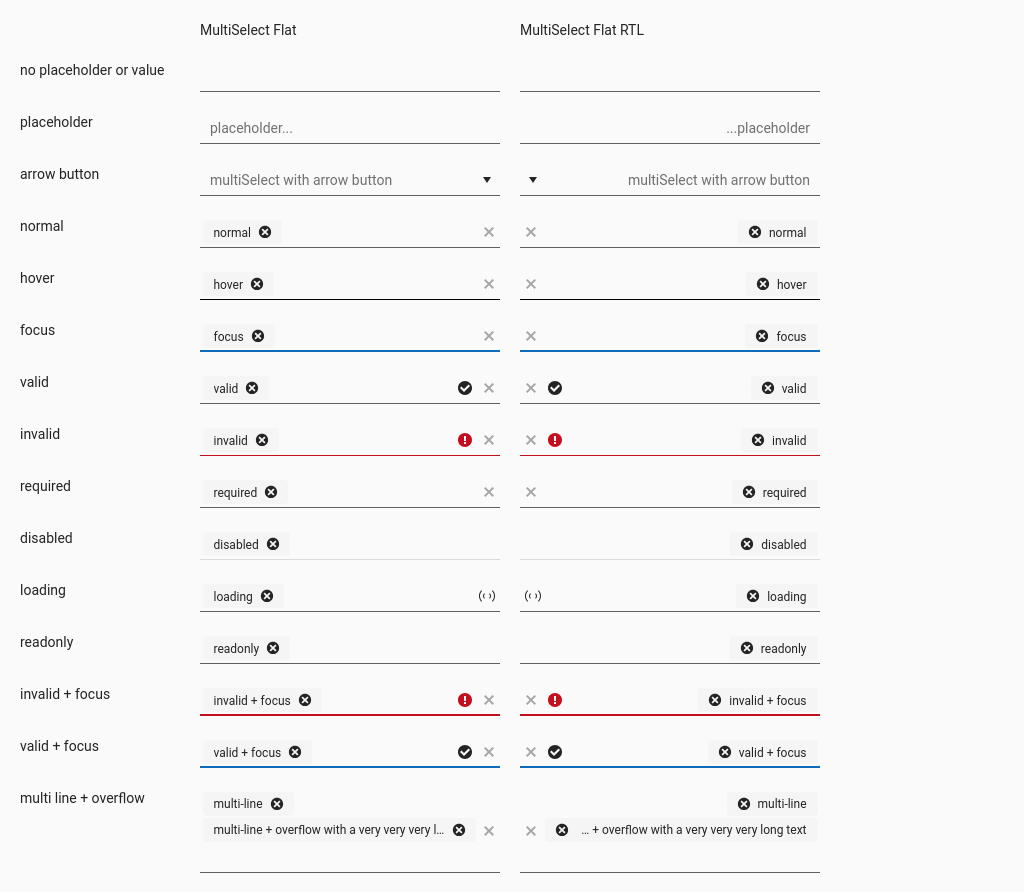 MultiSelect Flat MultiSelect Flat RTL
no placeholder or value
placeholder placeholder... ...placeholder
arrow button multiSelect with arrow button multiSelect with arrow button
normal normal normal
hover hover hover
focus focus focus
valid valid valid
invalid invalid invalid
required required required
disabled disabled disabled
loading loading loading
readonly readonly readonly
invalid + focus invalid + focus invalid + focus
valid + focus valid + focus valid + focus
multi line + overflow multi-line multi-line
multi-line + overflow with a very very very l... ... + overflow with a very very very long text